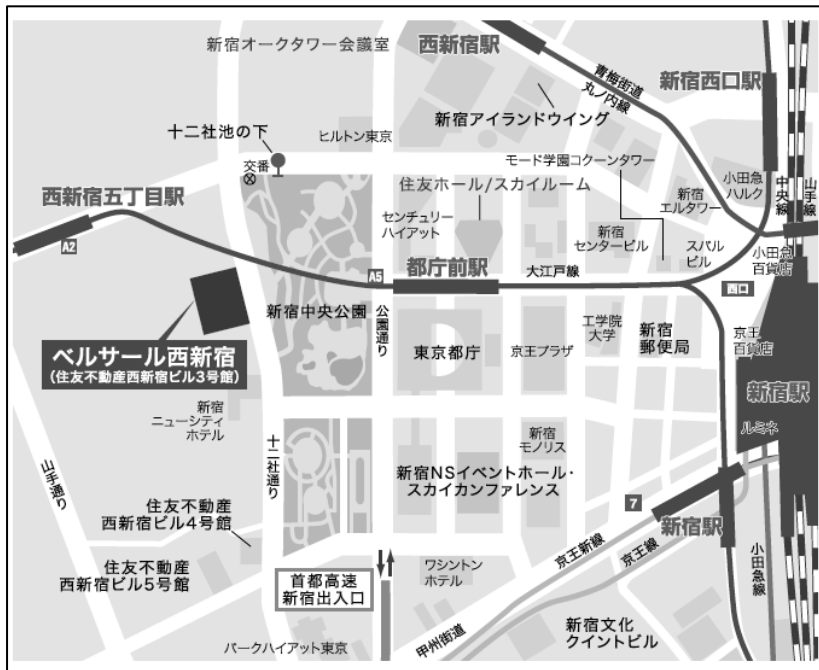 新宿オークタワー会議室
西新宿駅
青梅街道
丸ノ内線
新宿西口駅
十二社池の下
ヒルトン東京
新宿アイランドウイング
交番
モード学園コクーンタワー
小田急
ハルク
中央線
山手線
西新宿五丁目駅
住友ホール/スカイルーム
新宿
エルタワー
センチュリー
ハイアット
新宿
センタービル
スバル
ビル
小田急
百貨店
A2
A5
都庁前駅
大江戸線
西口
新宿中央公園
公園通り
東京都庁
京王プラザ
工学院
大学
新宿
郵便局
京王
百貨店
ベルサール西新宿
(住友不動産西新宿ビル3号館)
新宿駅
新宿
ニューシティ
ホテル
ルミネ
十二社通り
新宿
モノリス
山手通り
新宿NSイベントホール・
スカイカンファレンス
住友不動産
西新宿ビル4号館
7
新宿駅
住友不動産
西新宿ビル5号館
首都高速
新宿出入口
ワシントン
ホテル
京王新線
京王線
小田急線
パークハイアット東京
甲州街道
新宿文化
クイントビル